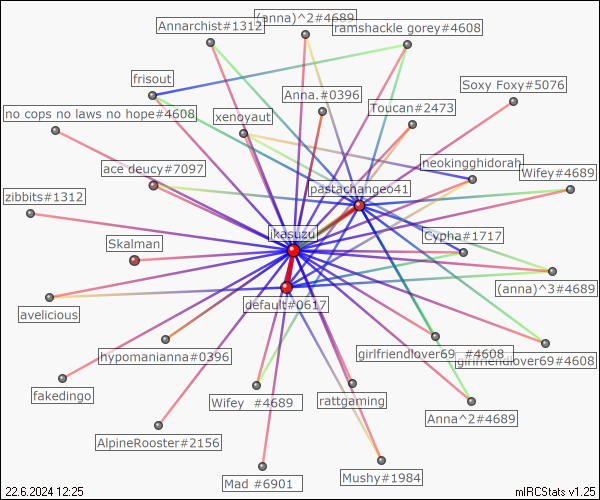 (anna)^2#4689
Annarchist#1312
ramshackle gorey#4608
frisout
Soxy Foxy#5076
Anna.#0396
no cops no laws no hope#4608
xenoyaut
Toucan#2473
ace deucy#7097
neokingghidorah
Wifey#4689
pastachangeo41
zibbits#1312
ikasuzu
Cypha#1717
Skalman
(anna)^3#4689
default#0617
avelicious
hypomanianna#0396
girlfriendlover69 #4608
girlfriendlover69#4608
fakedingo
Wifey #4689
rattgaming
Anna^2#4689
AlpineRooster#2156
Mushy#1984
Mad #6901
22.6.2024 12:25
mIRCStats v1.25